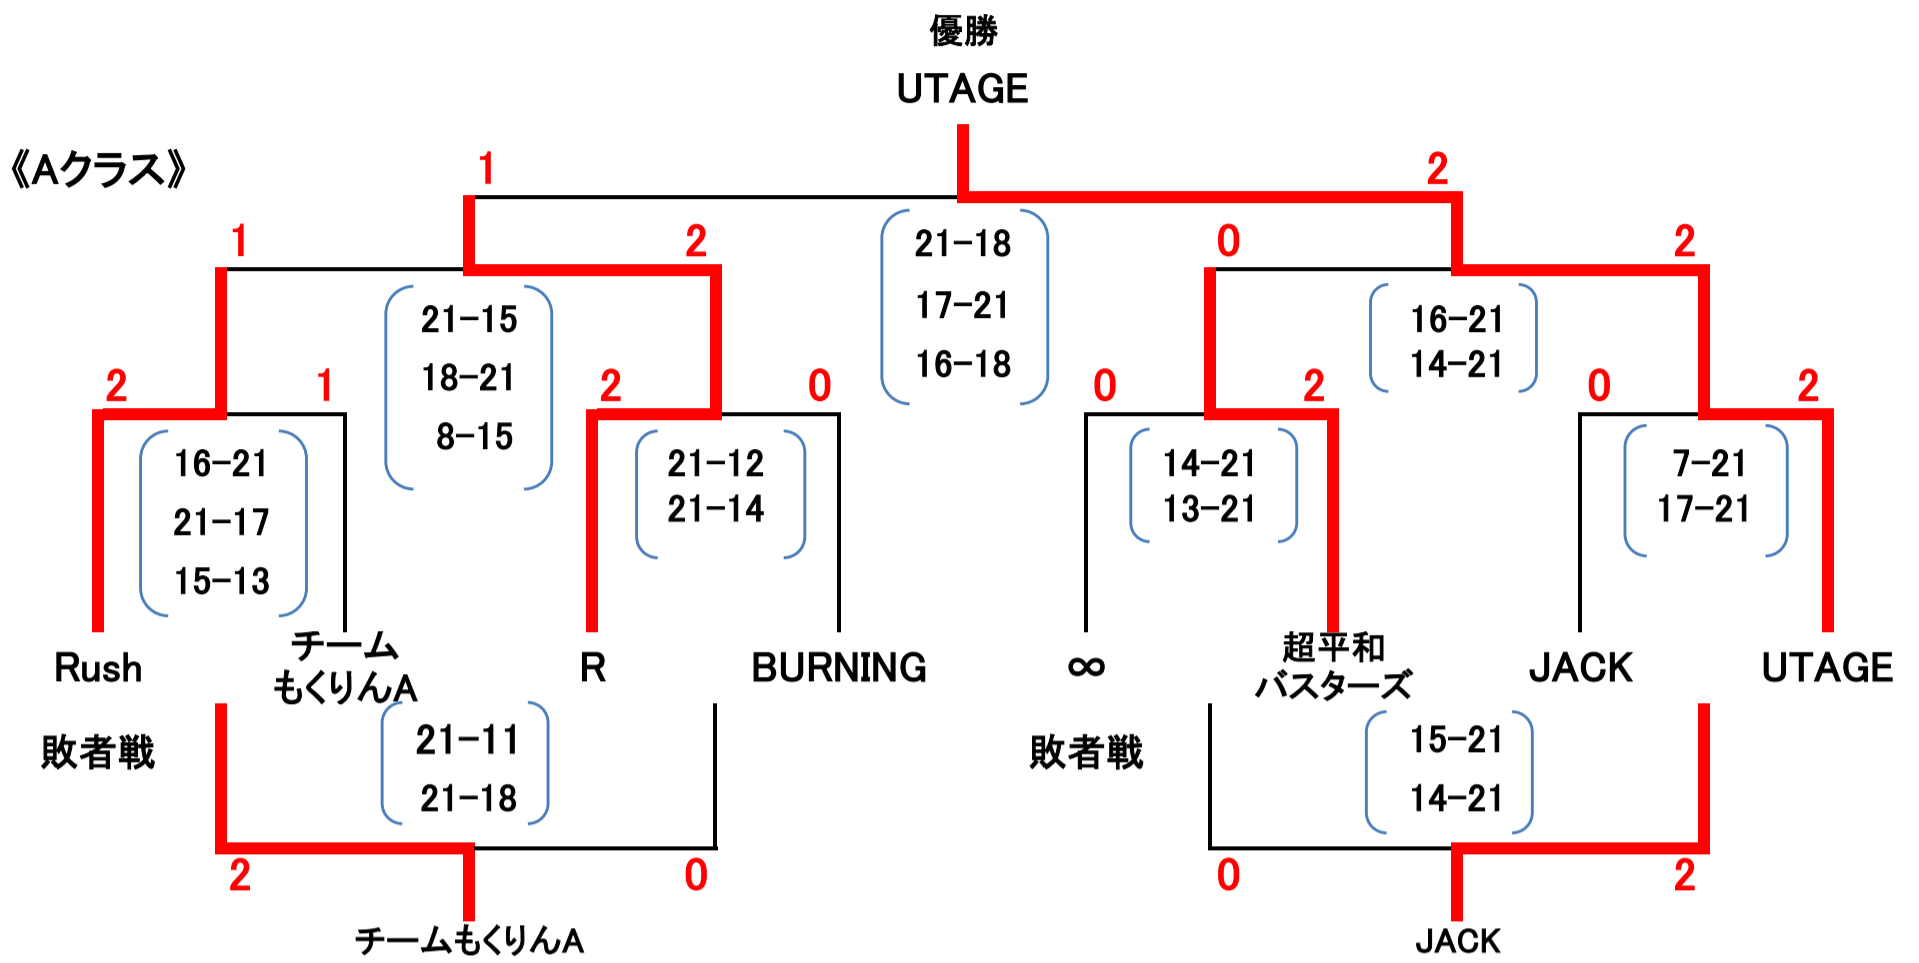 優勝
UTAGE
《Aクラス》
1
2
1
2
0
2
21-18
17-21
16-18
21-15
18-21
8-15
16-21
14-21
2
1
2
0
0
2
0
2
16-21
21-17
15-13
21-12
21-14
14-21
13-21
7-21
17-21
Rush
チーム
もくりんA
R
BURNING
∞
超平和
バスターズ
JACK
UTAGE
敗者戦
21-11
21-18
敗者戦
15-21
14-21
2
0
0
2
チームもくりんA
JACK